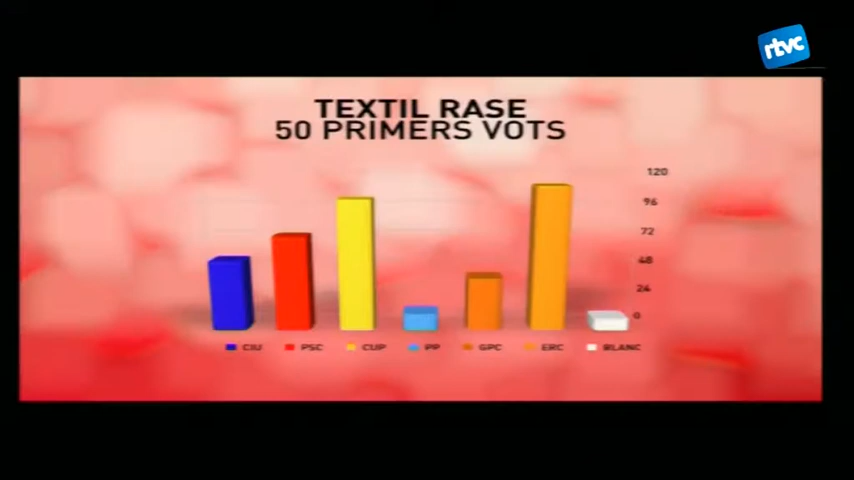 rtvc
TEXTIL RASE
50 PRIMERS VOTS
120
96
72
48
24
0
CIU PSC CUP PP GPC ERC BLANC